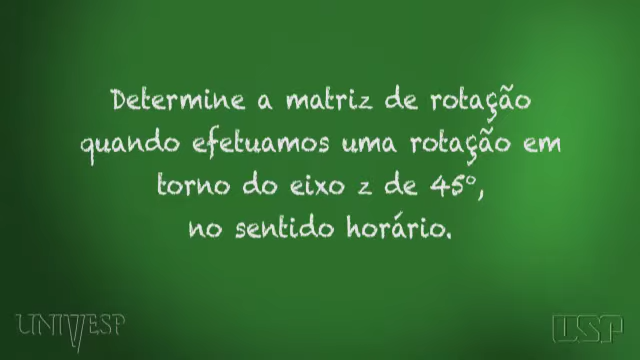 Determine a matriz de rotação
quando efetuamos uma rotação em
torno do eixo z de 45°,
no sentido horário.
UNIVESP
USP